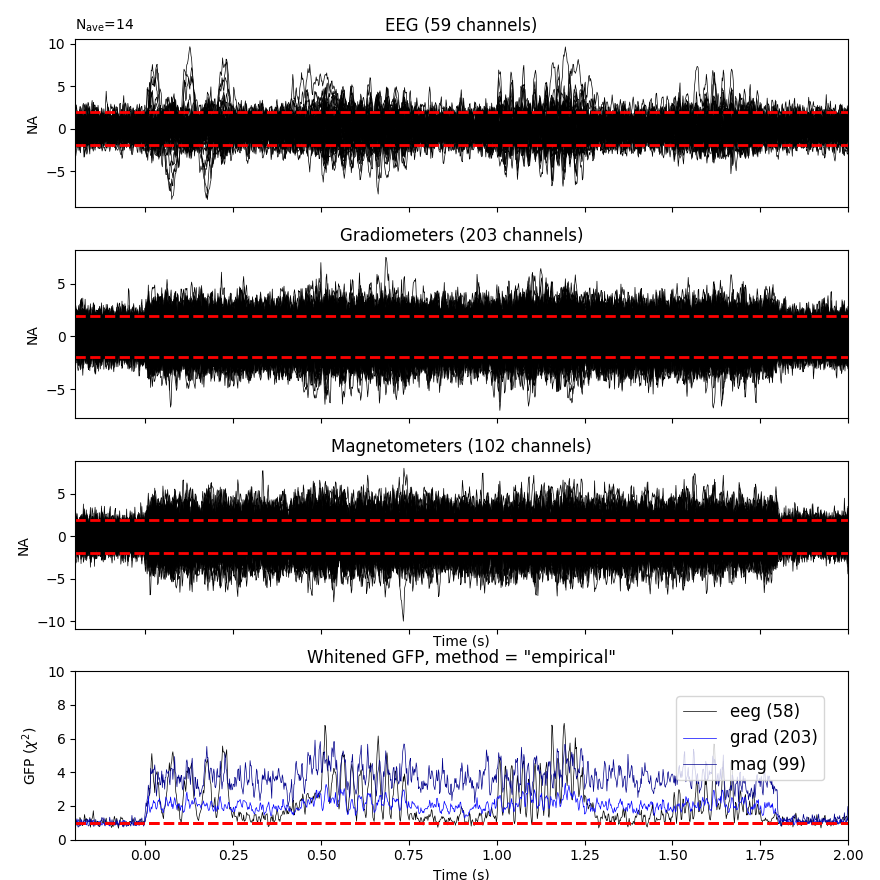 N_ave=14
EEG (59 channels)
10
5
0
−5
NA
Gradiometers (203 channels)
5
0
−5
NA
Magnetometers (102 channels)
5
0
−5
−10
NA
Time (s)
Whitened GFP, method = "empirical"
10
8
6
4
2
0
GFP (χ²)
eeg (58)
grad (203)
mag (99)
0.00 0.25 0.50 0.75 1.00 1.25 1.50 1.75 2.00
Time (s)